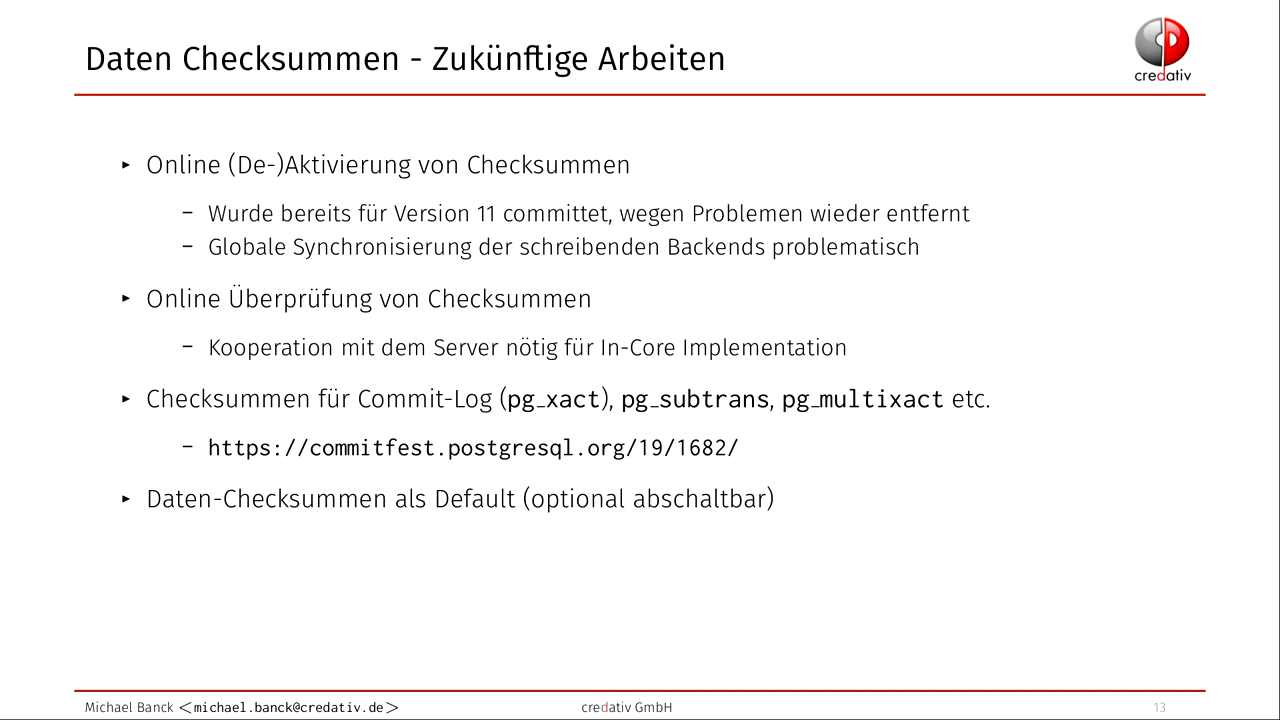 Daten Checksummen - Zukünftige Arbeiten
credativ
▸ Online (De-)Aktivierung von Checksummen
– Wurde bereits für Version 11 committet, wegen Problemen wieder entfernt
– Globale Synchronisierung der schreibenden Backends problematisch
▸ Online Überprüfung von Checksummen
– Kooperation mit dem Server nötig für In-Core Implementation
▸ Checksummen für Commit-Log (pg_xact), pg_subtrans, pg_multixact etc.
– https://commitfest.postgresql.org/19/1682/
▸ Daten-Checksummen als Default (optional abschaltbar)
Michael Banck <michael.banck@credativ.de> credativ GmbH 13